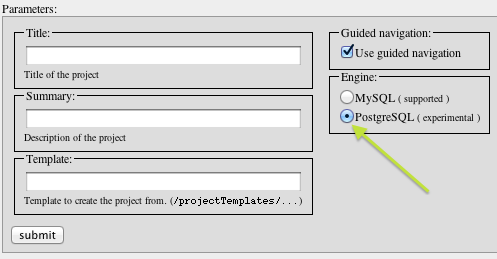 Parameters:
Title:
Title of the project
Summary:
Description of the project
Template:
Template to create the project from. (/projectTemplates/...)
submit
Guided navigation:
Use guided navigation
Engine:
MySQL ( supported )
PostgreSQL ( experimental )